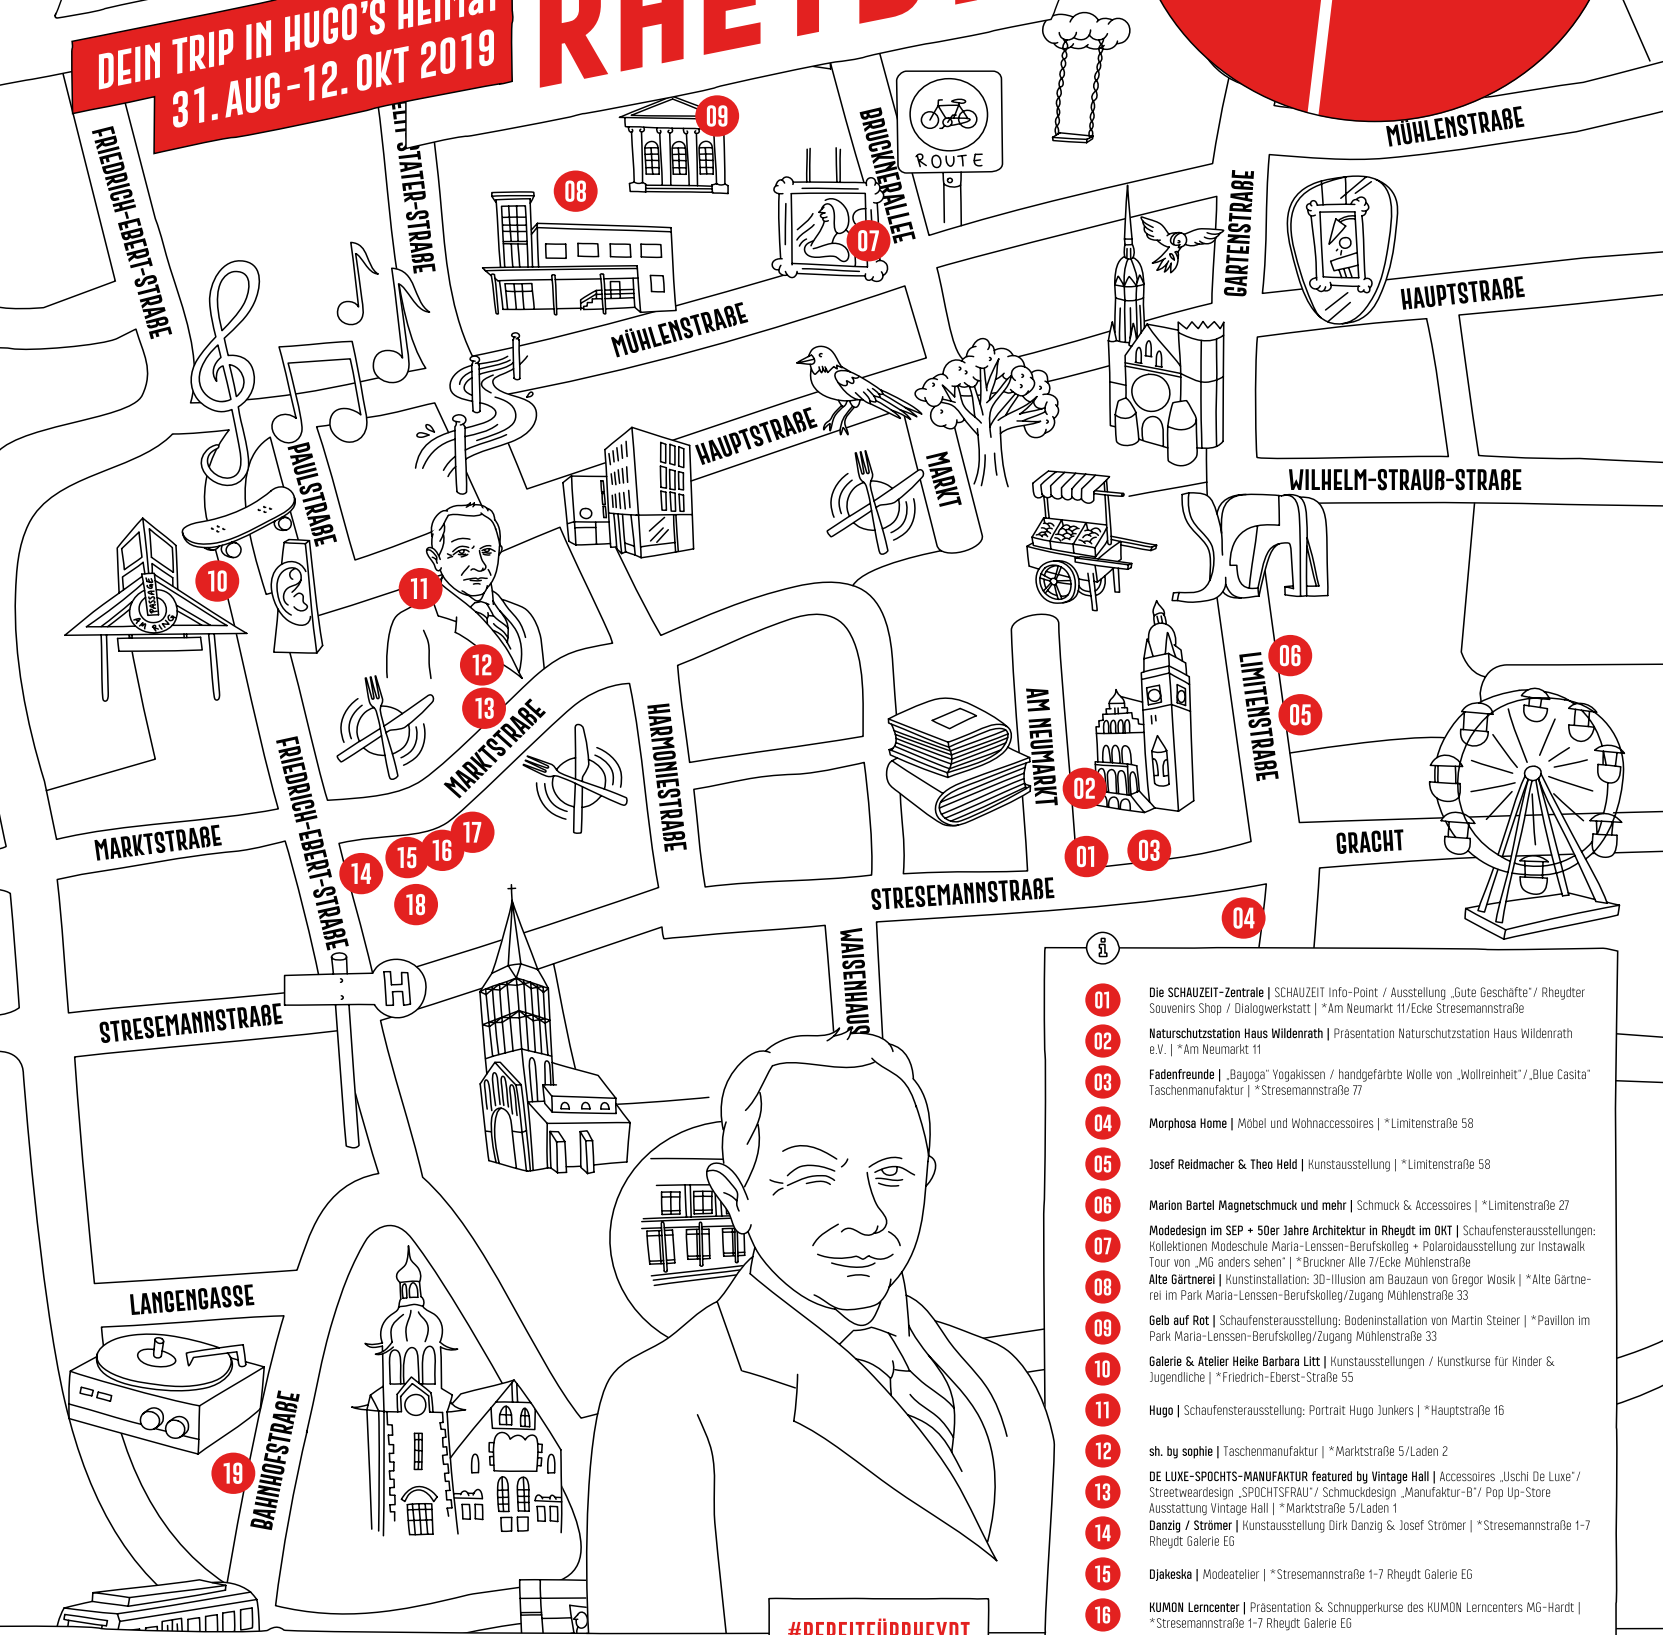 DEIN TRIP IN HUGO'S HEIMAT
31. AUG-12. OKT 2019
RHEYDT
FRIEDRICH-EBERT-STRAßE
STATER-STRAßE
BRUCKNERALLEE
ROUTE
MÜHLENSTRAßE
GARTENSTRAßE
HAUPTSTRAßE
09
08
07
MÜHLENSTRAßE
HAUPTSTRAßE
MARKT
WILHELM-STRAUß-STRAßE
PAULSTRAßE
PASSAGE
AM RING
10
11
12
13
MARKTSTRAßE
HARMONIESTRAßE
AM NEUMARKT
LIMITENSTRAßE
06
05
02
01
03
04
GRACHT
MARKTSTRAßE
FRIEDRICH-EBERT-STRAßE
14
15
16
17
18
STRESEMANNSTRAßE
WAISENHAUS
H
STRESEMANNSTRAßE
LANGENGASSE
BAHNHOFSTRAßE
19
i
01 Die SCHAUZEIT-Zentrale | SCHAUZEIT Info-Point / Ausstellung „Gute Geschäfte"/ Rheydter
Souvenirs Shop / Dialogwerkstatt | *Am Neumarkt 11/Ecke Stresemannstraße
02 Naturschutzstation Haus Wildenrath | Präsentation Naturschutzstation Haus Wildenrath
e.V. | *Am Neumarkt 11
03 Fadenfreunde | „Bayoga" Yogakissen / handgefärbte Wolle von „Wollreinheit"/„Blue Casita"
Taschenmanufaktur | *Stresemannstraße 77
04 Morphosa Home | Möbel und Wohnaccessoires | *Limitenstraße 58
05 Josef Reidmacher & Theo Held | Kunstausstellung | *Limitenstraße 58
06 Marion Bartel Magnetschmuck und mehr | Schmuck & Accessoires | *Limitenstraße 27
07 Modedesign im SEP + 50er Jahre Architektur in Rheydt im OKT | Schaufensterausstellungen:
Kollektionen Modeschule Maria-Lenssen-Berufskolleg + Polaroidausstellung zur Instawalk
Tour von „MG anders sehen" | *Bruckner Alle 7/Ecke Mühlenstraße
08 Alte Gärtnerei | Kunstinstallation: 3D-Illusion am Bauzaun von Gregor Wosik | *Alte Gärtne-
rei im Park Maria-Lenssen-Berufskolleg/Zugang Mühlenstraße 33
09 Gelb auf Rot | Schaufensterausstellung: Bodeninstallation von Martin Steiner | *Pavillon im
Park Maria-Lenssen-Berufskolleg/Zugang Mühlenstraße 33
10 Galerie & Atelier Heike Barbara Litt | Kunstausstellungen / Kunstkurse für Kinder &
Jugendliche | *Friedrich-Eberst-Straße 55
11 Hugo | Schaufensterausstellung: Portrait Hugo Junkers | *Hauptstraße 16
12 sh. by sophie | Taschenmanufaktur | *Marktstraße 5/Laden 2
13 DE LUXE-SPOCHTS-MANUFAKTUR featured by Vintage Hall | Accessoires „Uschi De Luxe"/
Streetweardesign „SPOCHTSFRAU"/ Schmuckdesign „Manufaktur-B"/ Pop Up-Store
Ausstattung Vintage Hall | *Marktstraße 5/Laden 1
14 Danzig / Strömer | Kunstausstellung Dirk Danzig & Josef Strömer | *Stresemannstraße 1-7
Rheydt Galerie EG
15 Djakeska | Modeatelier | *Stresemannstraße 1-7 Rheydt Galerie EG
16 KUMON Lerncenter | Präsentation & Schnupperkurse des KUMON Lerncenters MG-Hardt |
*Stresemannstraße 1-7 Rheydt Galerie EG
#BEREITFÜRRHEYDT